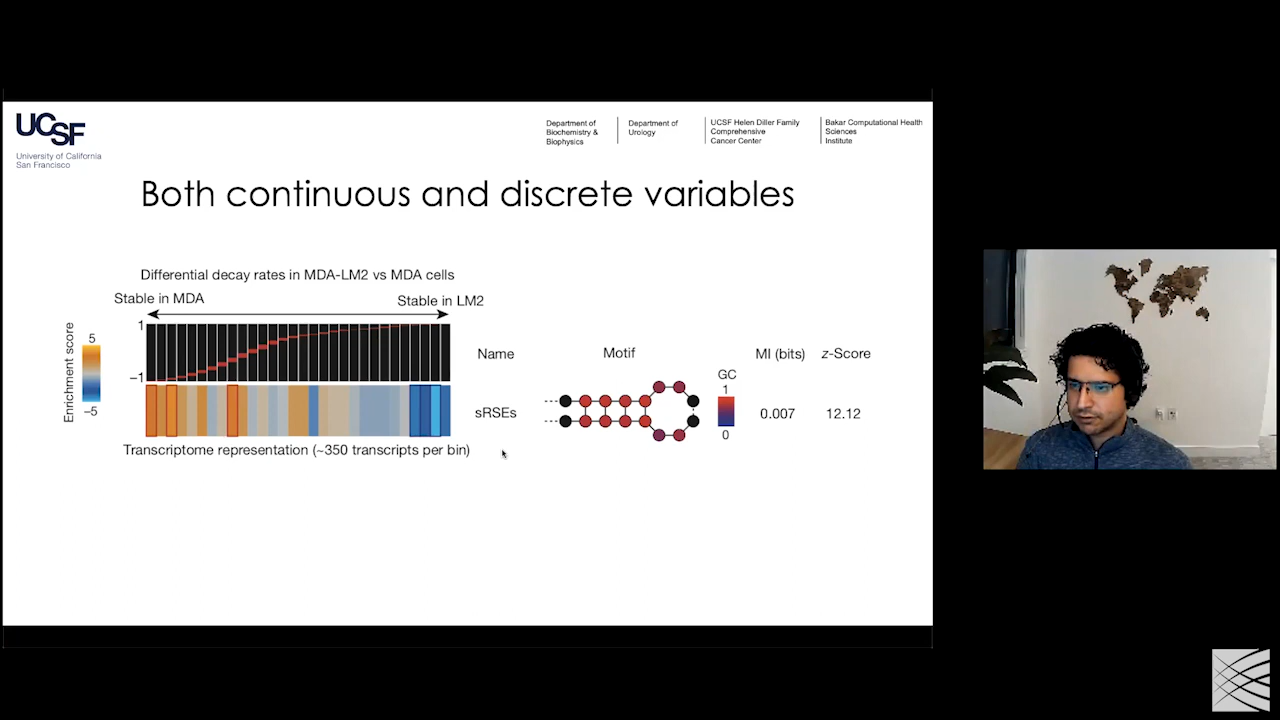 UCSF
University of California
San Francisco
Department of
Biochemistry &
Biophysics
Department of
Urology
UCSF Helen Diller Family
Comprehensive
Cancer Center
Bakar Computational Health
Sciences
Institute
Both continuous and discrete variables
Differential decay rates in MDA-LM2 vs MDA cells
Stable in MDA
Stable in LM2
Enrichment score
5
−5
1
−1
Transcriptome representation (~350 transcripts per bin)
Name
Motif
MI (bits)
z-Score
sRSEs
GC
1
0
0.007
12.12